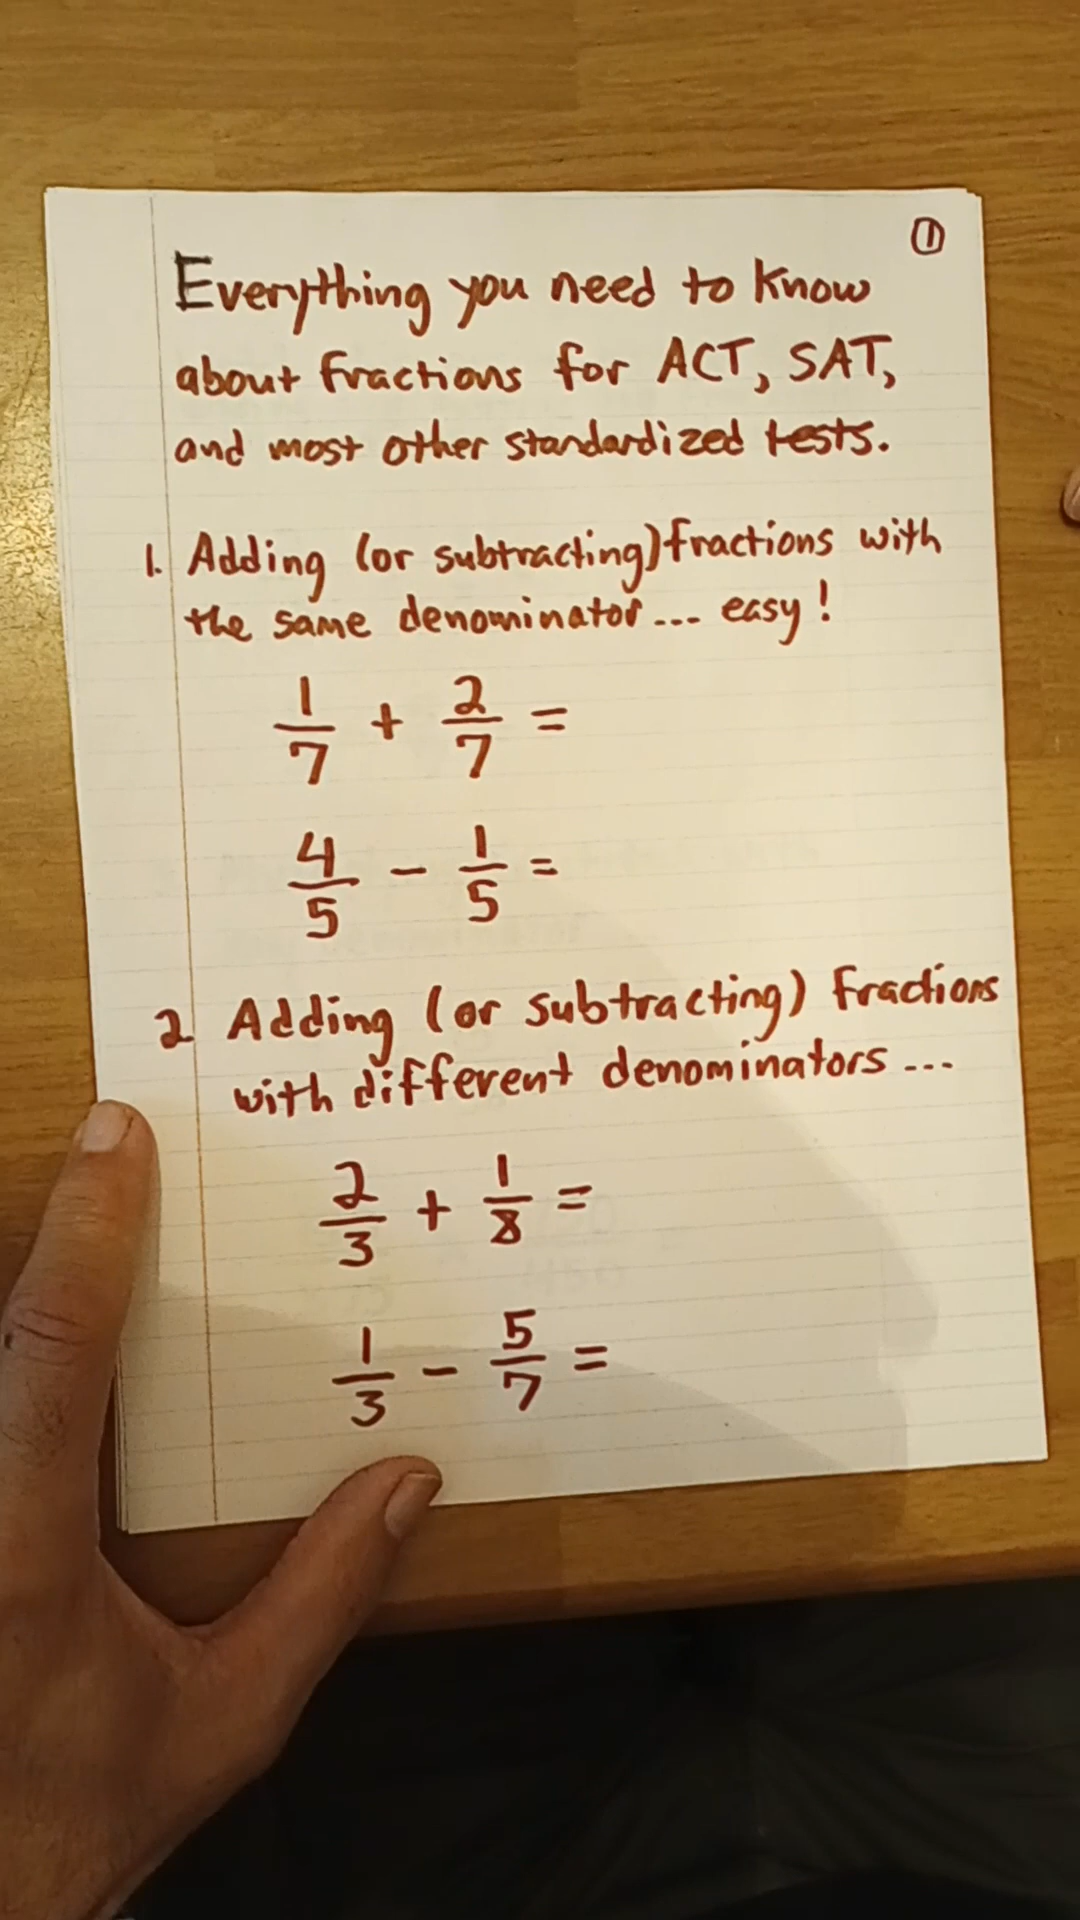 ①
Everything you need to know
about fractions for ACT, SAT,
and most other standardized tests.
1. Adding (or subtracting) fractions with
the same denominator... easy!
1/7 + 2/7 =
4/5 - 1/5 =
2. Adding (or subtracting) fractions
with different denominators...
2/3 + 1/8 =
1/3 - 5/7 =